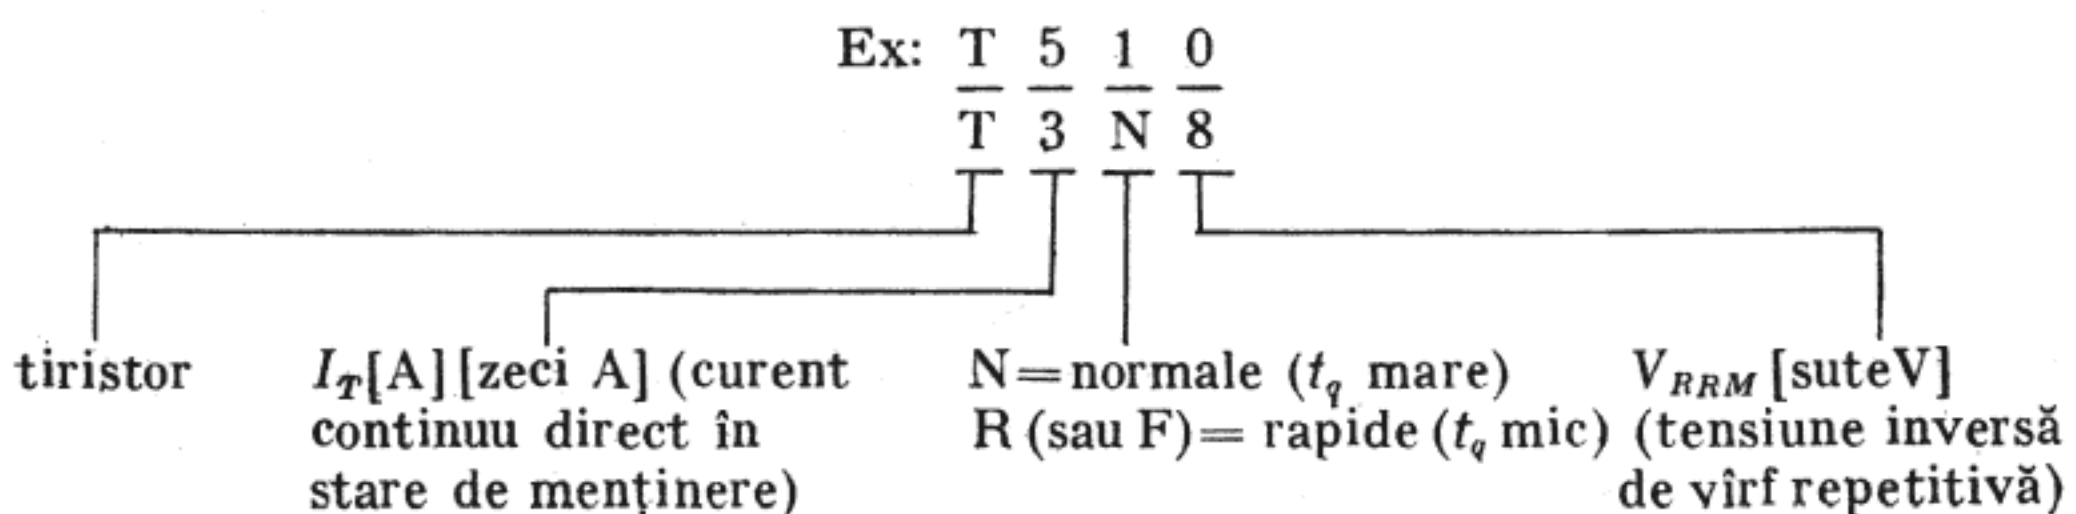 Ex: T 5 1 0
T 3 N 8
tiristor
I_T[A] [zeci A] (curent
continuu direct în
stare de menținere)
N=normale (t_q mare)
R (sau F)= rapide (t_q mic)
V_RRM [suteV]
(tensiune inversă
de vîrf repetitivă)